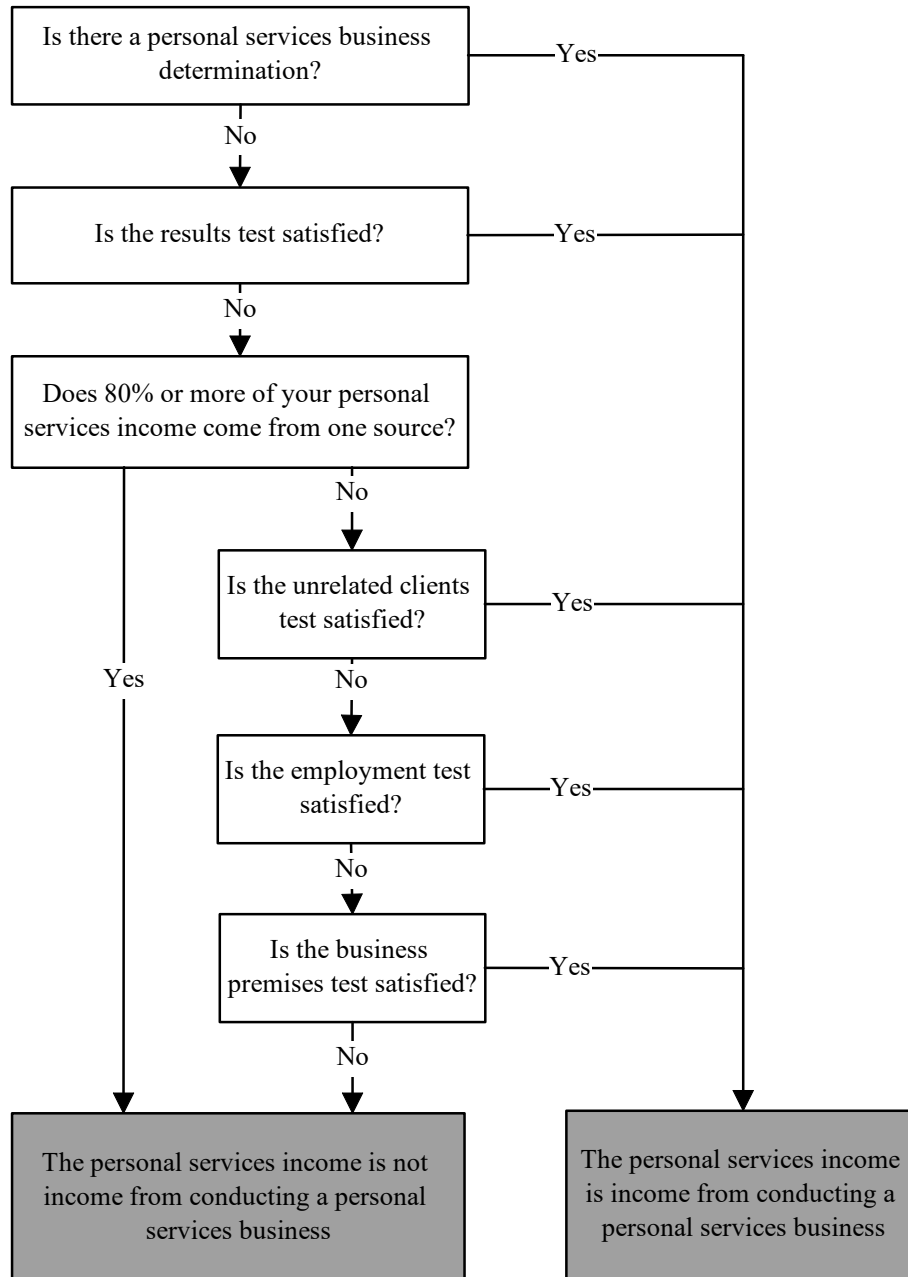 Is there a personal services business
determination?
Yes
No
Is the results test satisfied?
Yes
No
Does 80% or more of your personal
services income come from one source?
No
Is the unrelated clients
test satisfied?
Yes
Yes
No
Is the employment test
satisfied?
Yes
No
Is the business
premises test satisfied?
Yes
No
The personal services income is not
income from conducting a personal
services business
The personal services income
is income from conducting a
personal services business